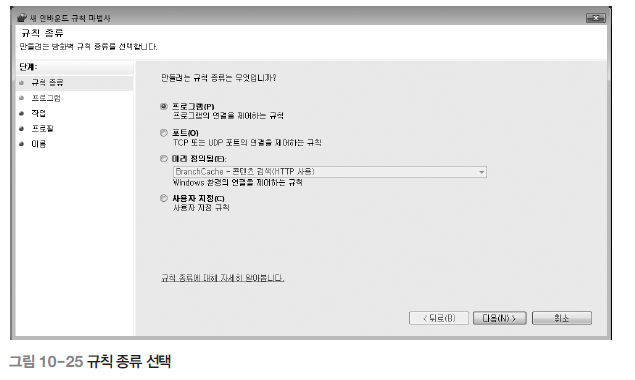 새 인바운드 규칙 마법사
규칙 종류
만들려는 방화벽 규칙 종류를 선택합니다.
단계:
규칙 종류
프로그램
작업
프로필
이름
만들려는 규칙 종류는 무엇입니까?
프로그램(P)
프로그램의 연결을 제어하는 규칙
포트(O)
TCP 또는 UDP 포트의 연결을 제어하는 규칙
미리 정의됨(E):
BranchCache - 콘텐츠 검색(HTTP 사용)
Windows 환경의 연결을 제어하는 규칙
사용자 지정(C)
사용자 지정 규칙
규칙 종류에 대해 자세히 알아봅니다.
< 뒤로(B) 다음(N) > 취소
그림 10-25 규칙 종류 선택